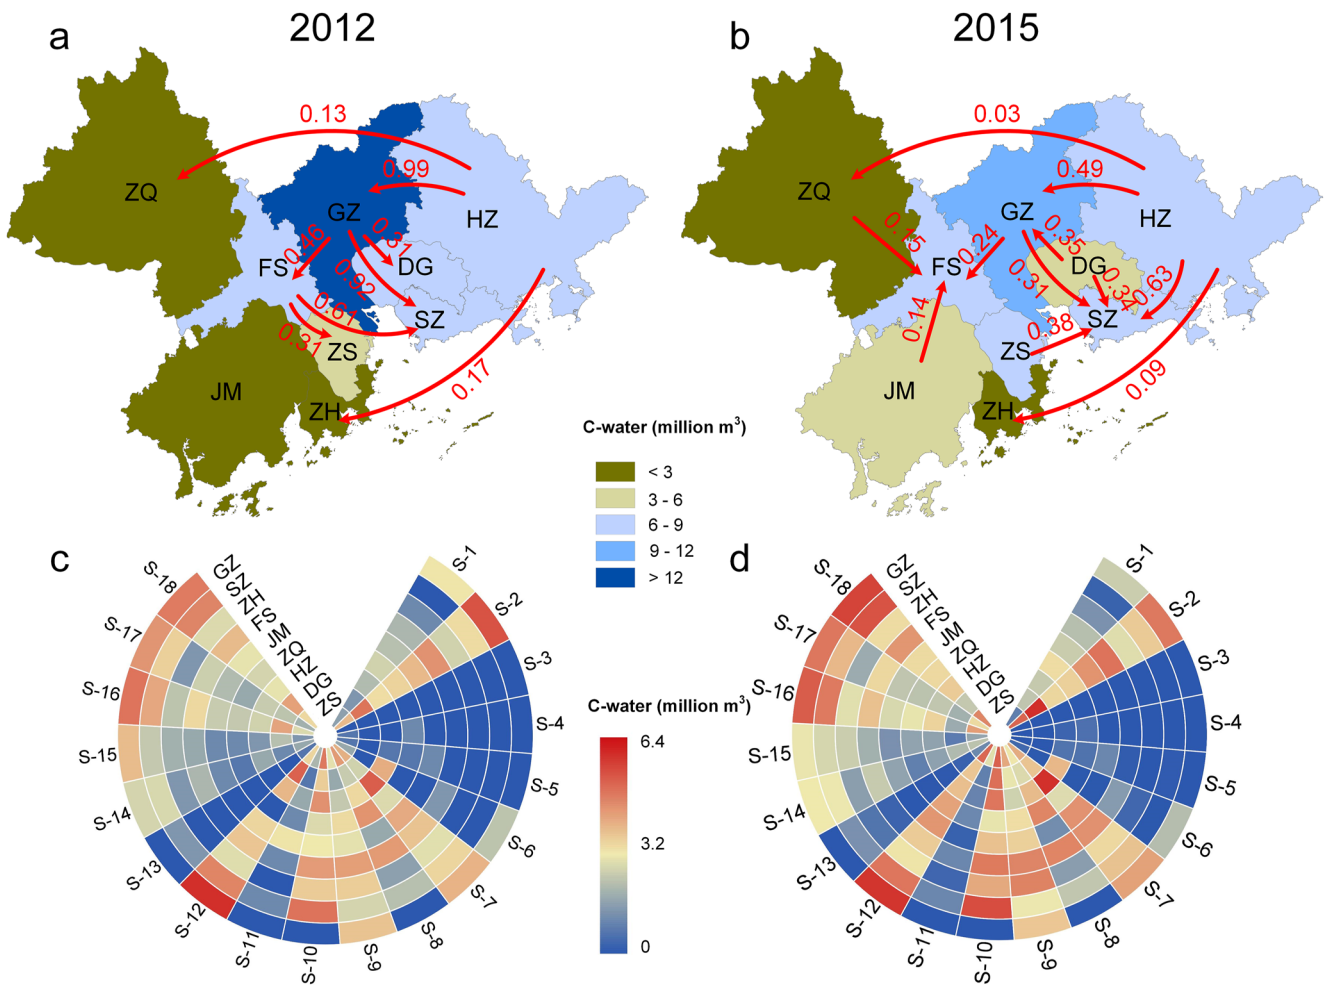 a
2012
0.13
0.99
ZQ
GZ
HZ
0.46
0.31
FS
DG
0.92
0.61
SZ
0.31
ZS
JM
0.17
ZH
b
2015
0.03
0.49
ZQ
GZ
HZ
0.15
0.24
0.35
FS
DG
0.31
0.34
0.63
0.14
SZ
0.38
ZS
JM
0.09
ZH
C-water (million m³)
< 3
3 - 6
6 - 9
9 - 12
> 12
c
GZ
SZ
ZH
FS
JM
ZQ
HZ
DG
ZS
S-1
S-2
S-3
S-4
S-5
S-6
S-7
S-8
S-9
S-10
S-11
S-12
S-13
S-14
S-15
S-16
S-17
S-18
C-water (million m³)
6.4
3.2
0
d
GZ
SZ
ZH
FS
JM
ZQ
HZ
DG
ZS
S-1
S-2
S-3
S-4
S-5
S-6
S-7
S-8
S-9
S-10
S-11
S-12
S-13
S-14
S-15
S-16
S-17
S-18